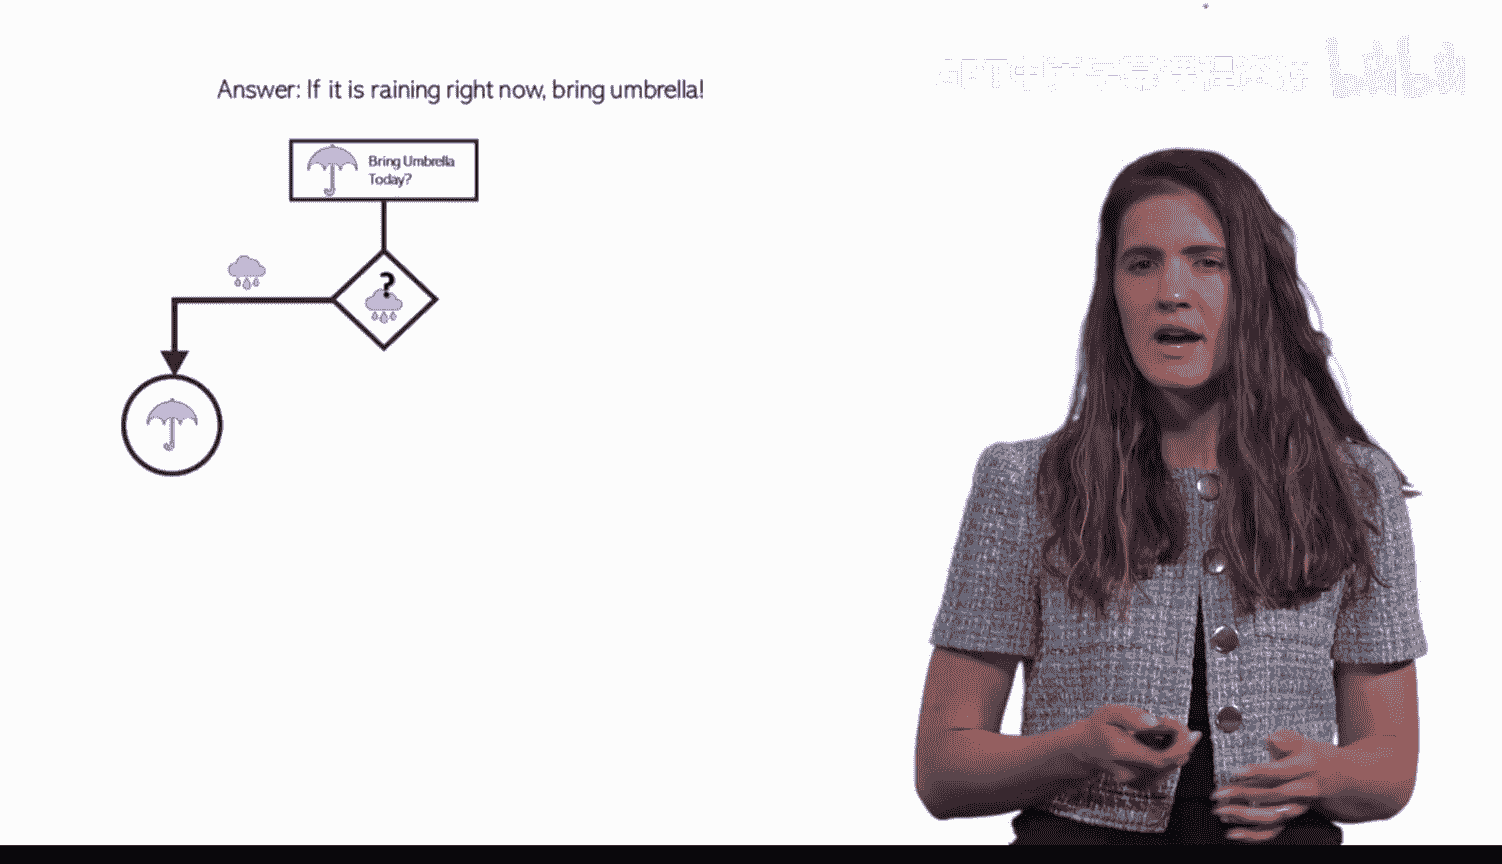 Answer: If it is raining right now, bring umbrella!
Bring Umbrella
Today?
?